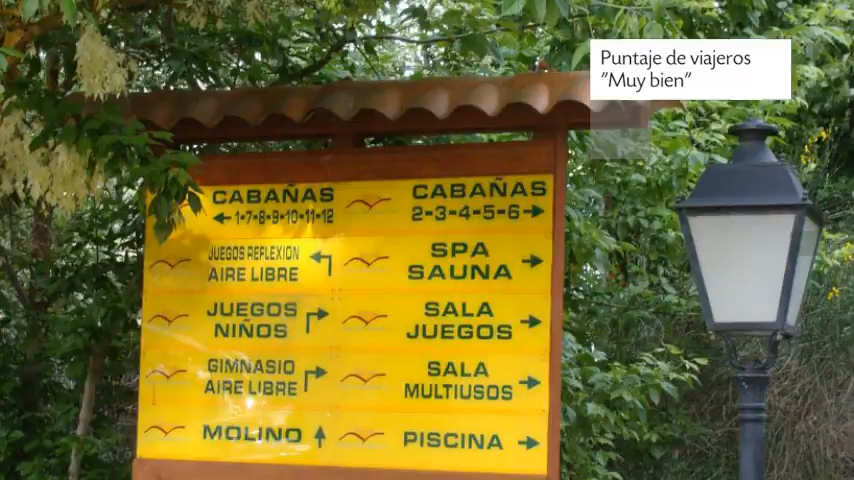 Puntaje de viajeros
"Muy bien"
CABAÑAS
←1-7-8-9-10-11-12
JUEGOS REFLEXION
AIRE LIBRE
JUEGOS
NIÑOS
GIMNASIO
AIRE LIBRE
MOLINO ↑
CABAÑAS
2-3-4-5-6→
SPA
SAUNA →
SALA
JUEGOS →
SALA
MULTIUSOS →
PISCINA →